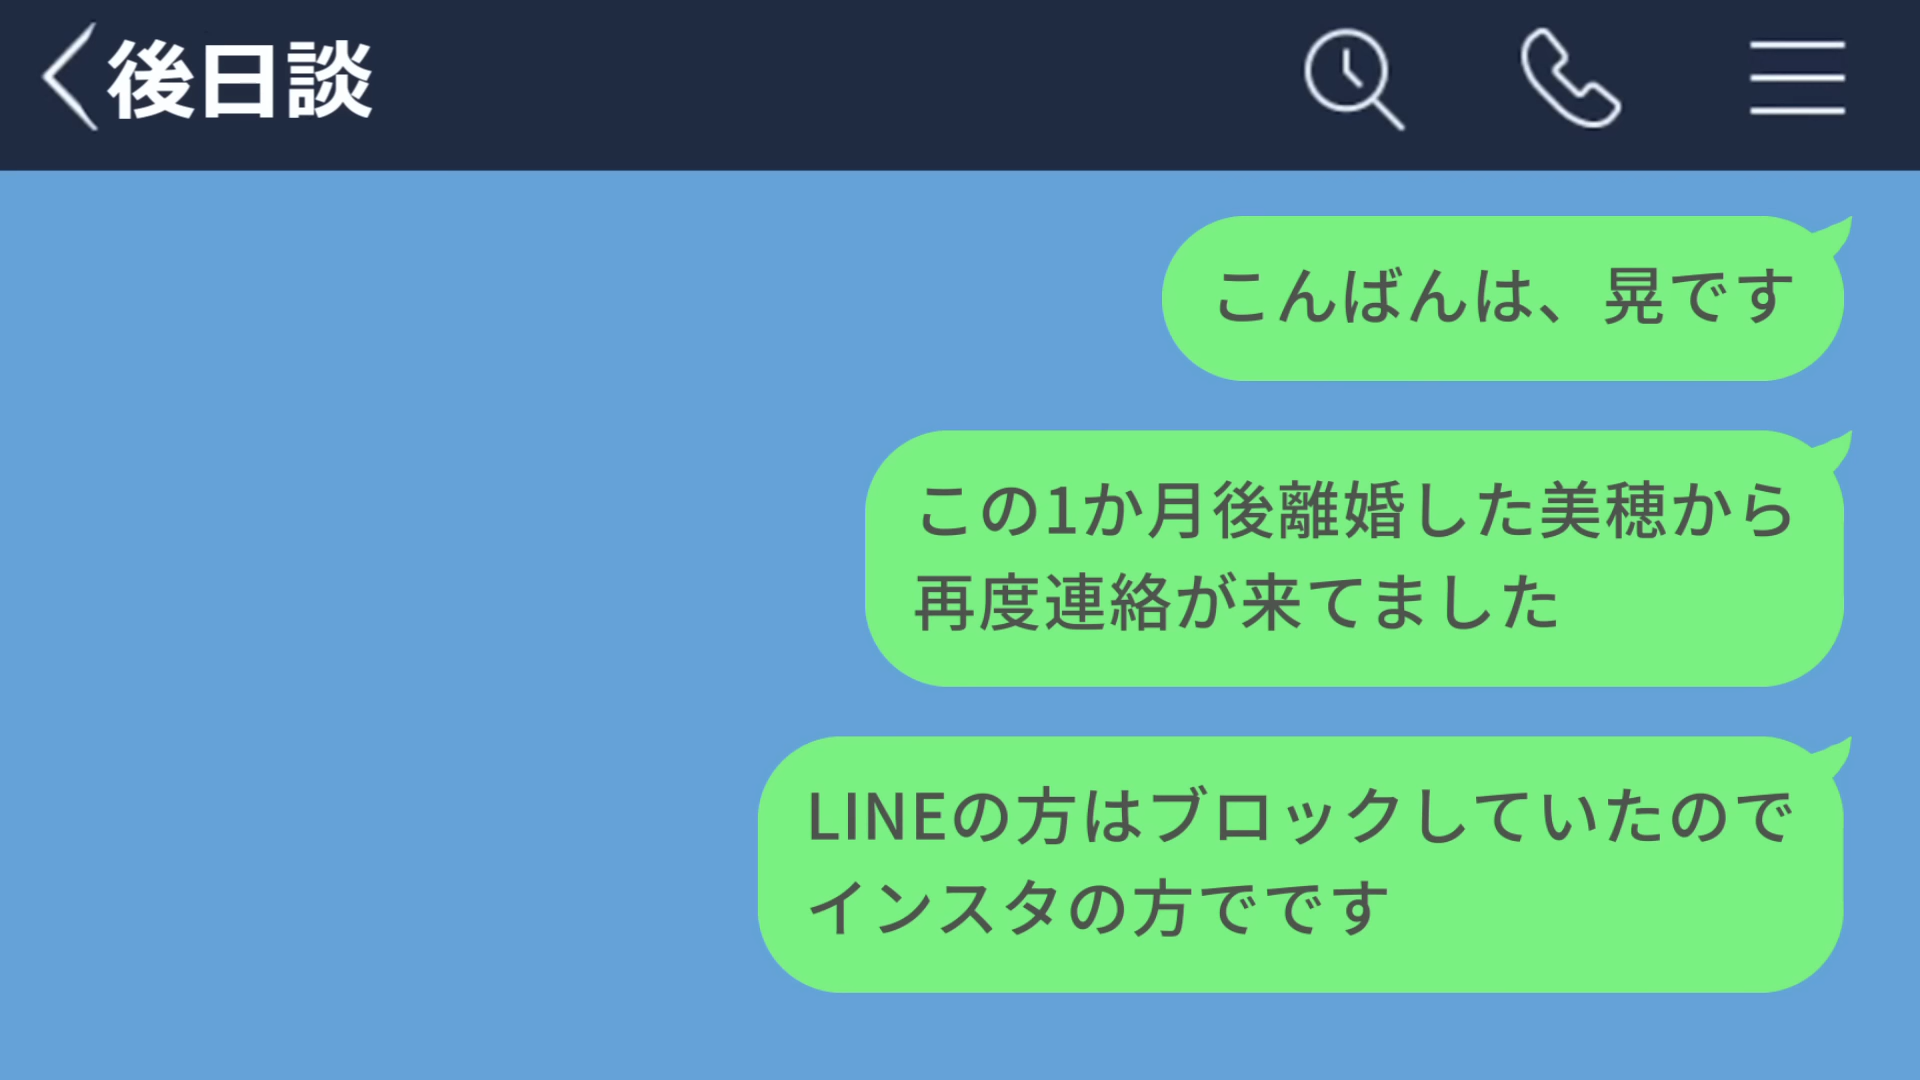 後日談
こんばんは、晃です
この1か月後離婚した美穂から
再度連絡が来てました
LINEの方はブロックしていたので
インスタの方でです